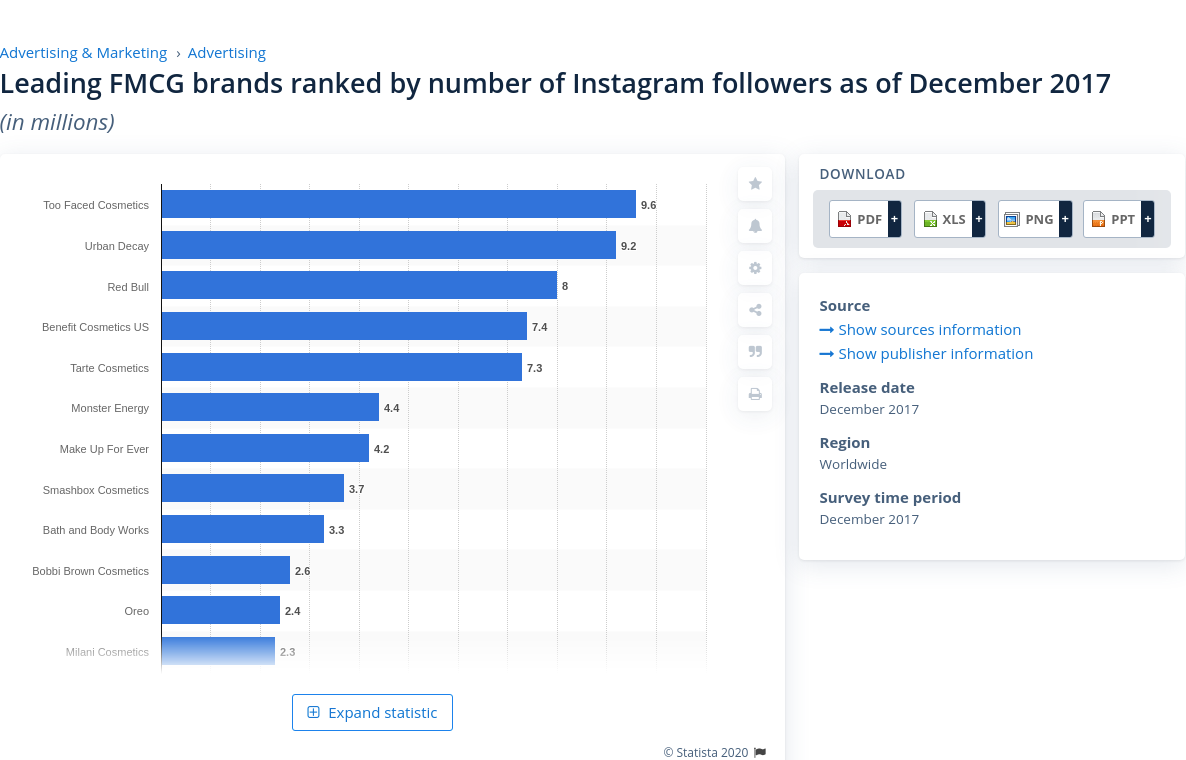 Advertising & Marketing › Advertising
Leading FMCG brands ranked by number of Instagram followers as of December 2017
(in millions)
Too Faced Cosmetics 9.6
Urban Decay 9.2
Red Bull 8
Benefit Cosmetics US 7.4
Tarte Cosmetics 7.3
Monster Energy 4.4
Make Up For Ever 4.2
Smashbox Cosmetics 3.7
Bath and Body Works 3.3
Bobbi Brown Cosmetics 2.6
Oreo 2.4
Milani Cosmetics 2.3
Expand statistic
© Statista 2020
DOWNLOAD
PDF + XLS + PNG + PPT +
Source
Show sources information
Show publisher information
Release date
December 2017
Region
Worldwide
Survey time period
December 2017